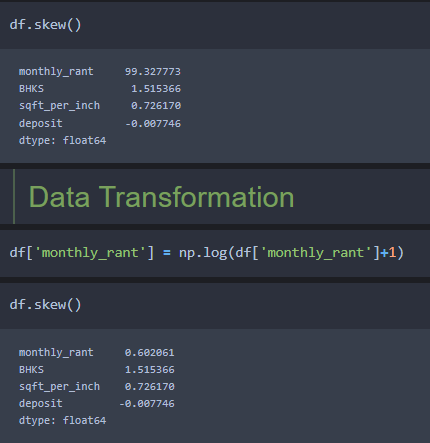 df.skew()
monthly_rant     99.327773
BHKS              1.515366
sqft_per_inch     0.726170
deposit          -0.007746
dtype: float64
Data Transformation
df['monthly_rant'] = np.log(df['monthly_rant']+1)
df.skew()
monthly_rant     0.602061
BHKS             1.515366
sqft_per_inch    0.726170
deposit         -0.007746
dtype: float64